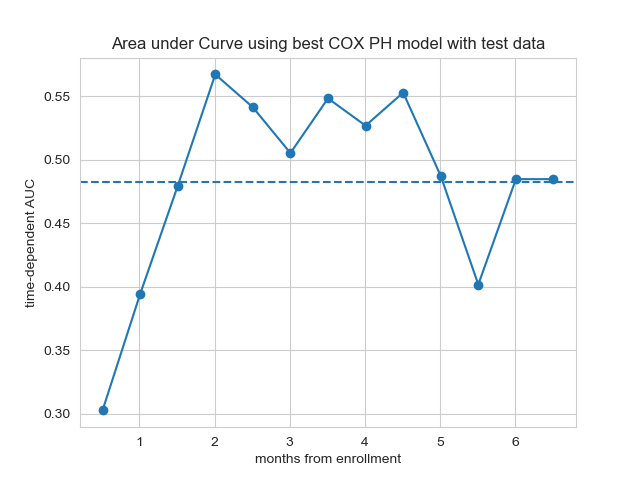 Area under Curve using best COX PH model with test data
time-dependent AUC
0.55
0.50
0.45
0.40
0.35
0.30
1 2 3 4 5 6
months from enrollment